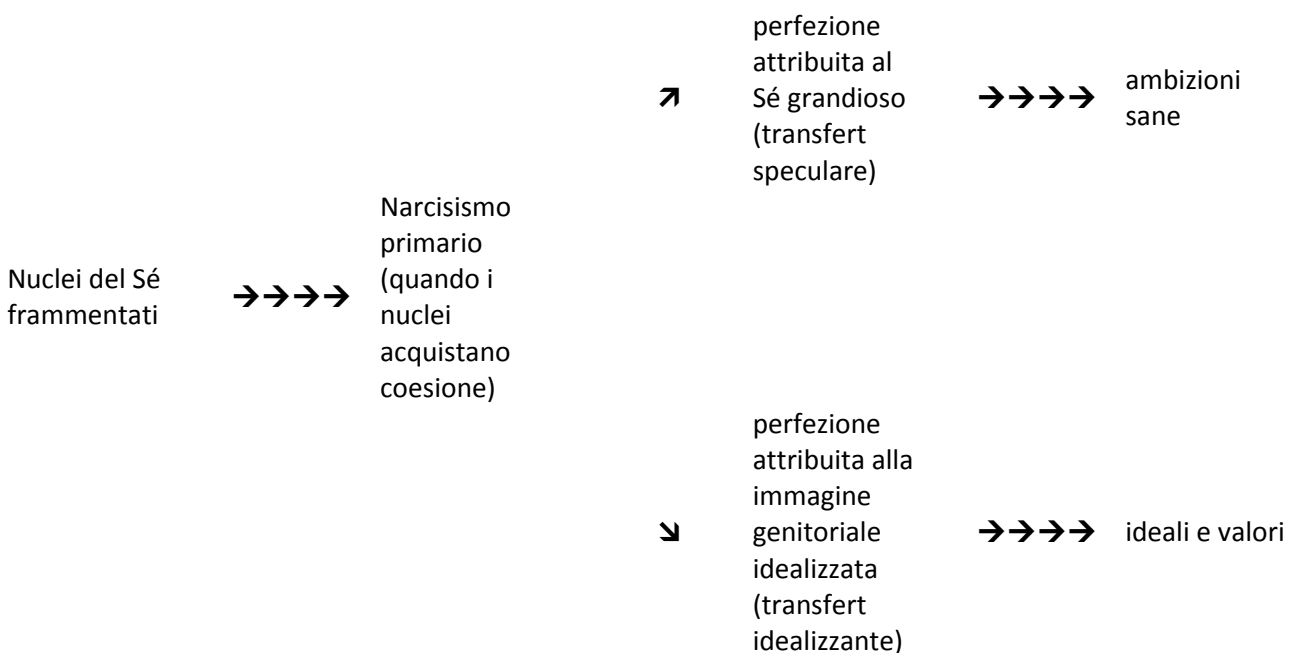 Nuclei del Sé
frammentati
➔➔➔➔
Narcisismo
primario
(quando i
nuclei
acquistano
coesione)
➔
perfezione
attribuita al
Sé grandioso
(transfert
speculare)
➔➔➔➔
ambizioni
sane
➔
perfezione
attribuita alla
immagine
genitoriale
idealizzata
(transfert
idealizzante)
➔➔➔➔
ideali e valori